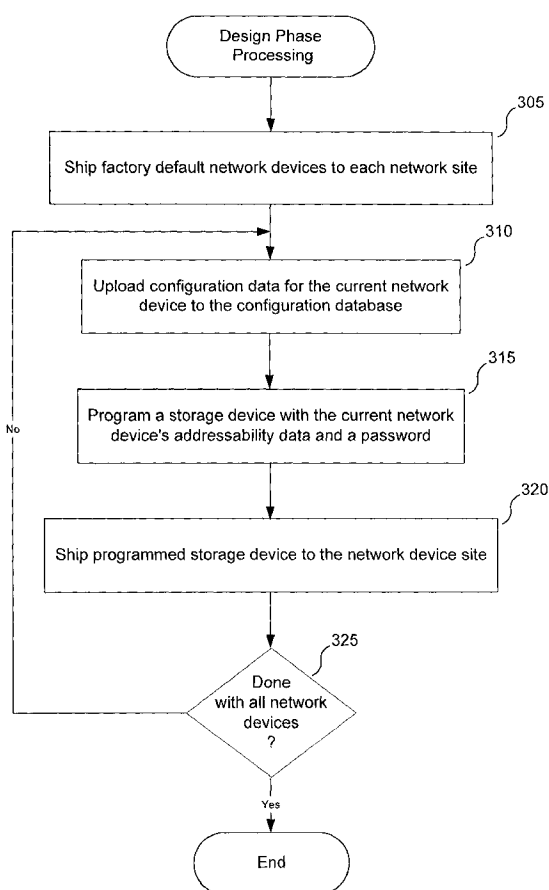 Design Phase
Processing
305
Ship factory default network devices to each network site
310
Upload configuration data for the current network
device to the configuration database
315
Program a storage device with the current network
device's addressability data and a password
No
320
Ship programmed storage device to the network device site
325
Done
with all network
devices
?
Yes
End